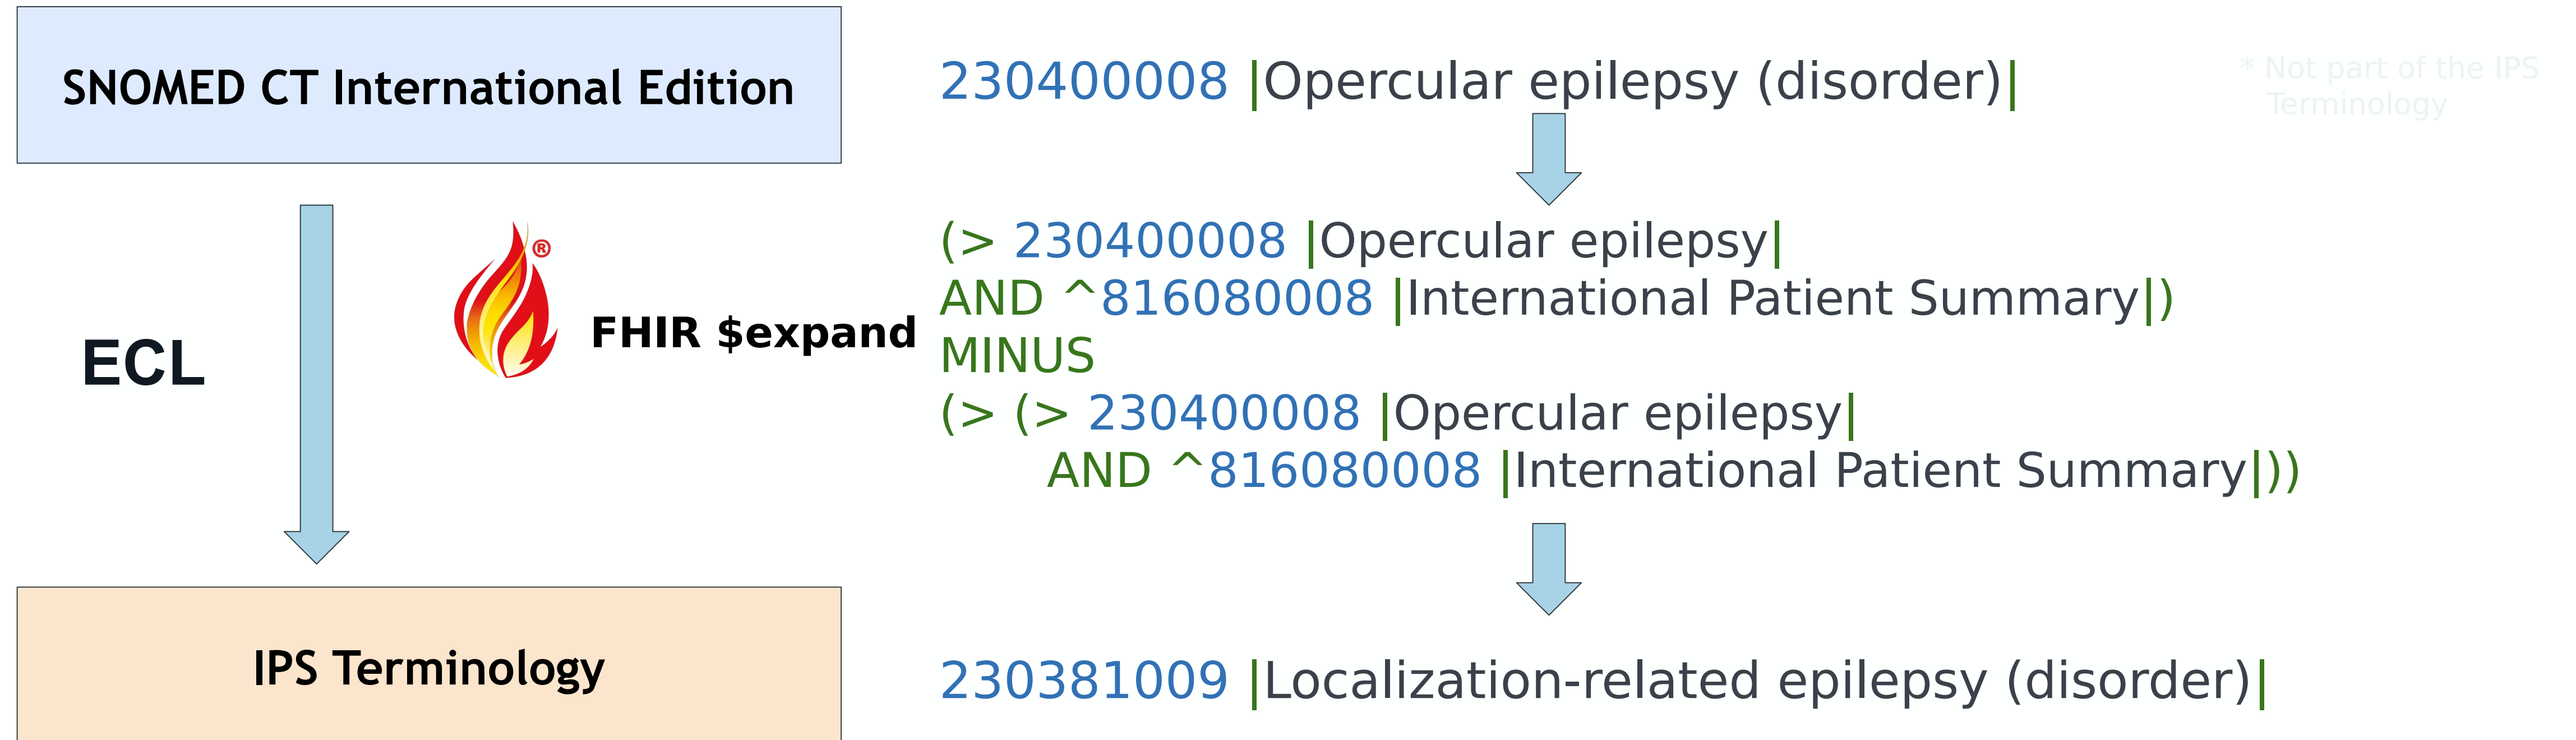 SNOMED CT International Edition
230400008 |Opercular epilepsy (disorder)|
* Not part of the IPS
Terminology
ECL
®
FHIR $expand
(> 230400008 |Opercular epilepsy|
AND ^816080008 |International Patient Summary|)
MINUS
(> (> 230400008 |Opercular epilepsy|
AND ^816080008 |International Patient Summary|))
IPS Terminology
230381009 |Localization-related epilepsy (disorder)|